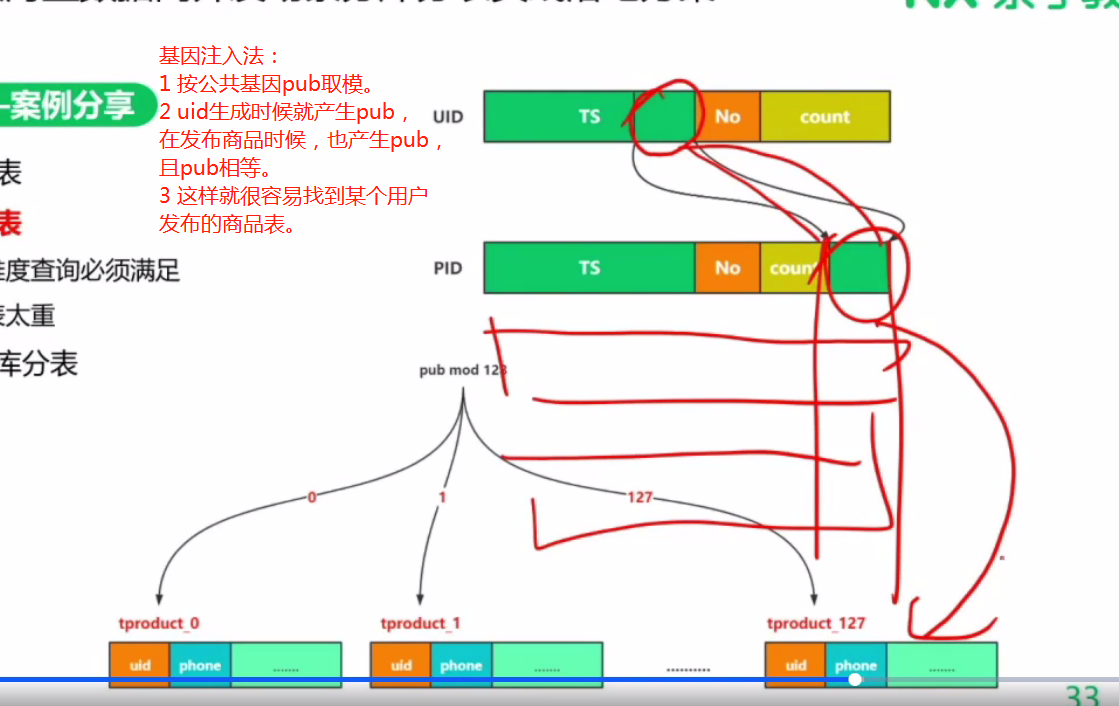 基因注入法：
1 按公共基因pub取模。
2 uid生成时候就产生pub，
在发布商品时候，也产生pub，
且pub相等。
3 这样就很容易找到某个用户
发布的商品表。
-案例分享
表
表
度查询必须满足
太重
库分表
UID
TS
No
count
PID
TS
No
count
pub mod 128
0
1
127
tproduct_0
tproduct_1
tproduct_127
uid
phone
.......
uid
phone
.......
..........
uid
phone
.......
33